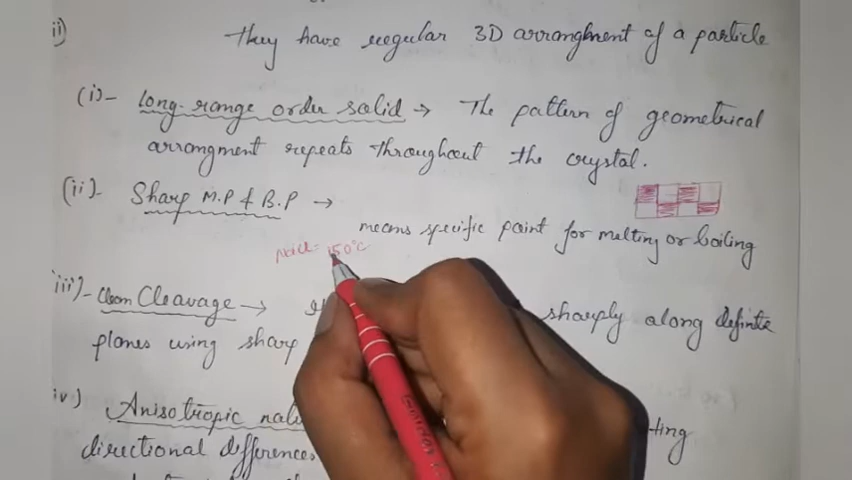 ii)
They have regular 3D arrangment of a particle
(i)- Long-range order solid → The pattern of geometrical
arrangment repeats throughout the crystal.
(ii)- Sharp M.P & B.P →
means specific point for melting or boiling
150°C
iii)- Clean Cleavage → sharply along definite
planes using sharp
iv.) Anisotropic
directional differences